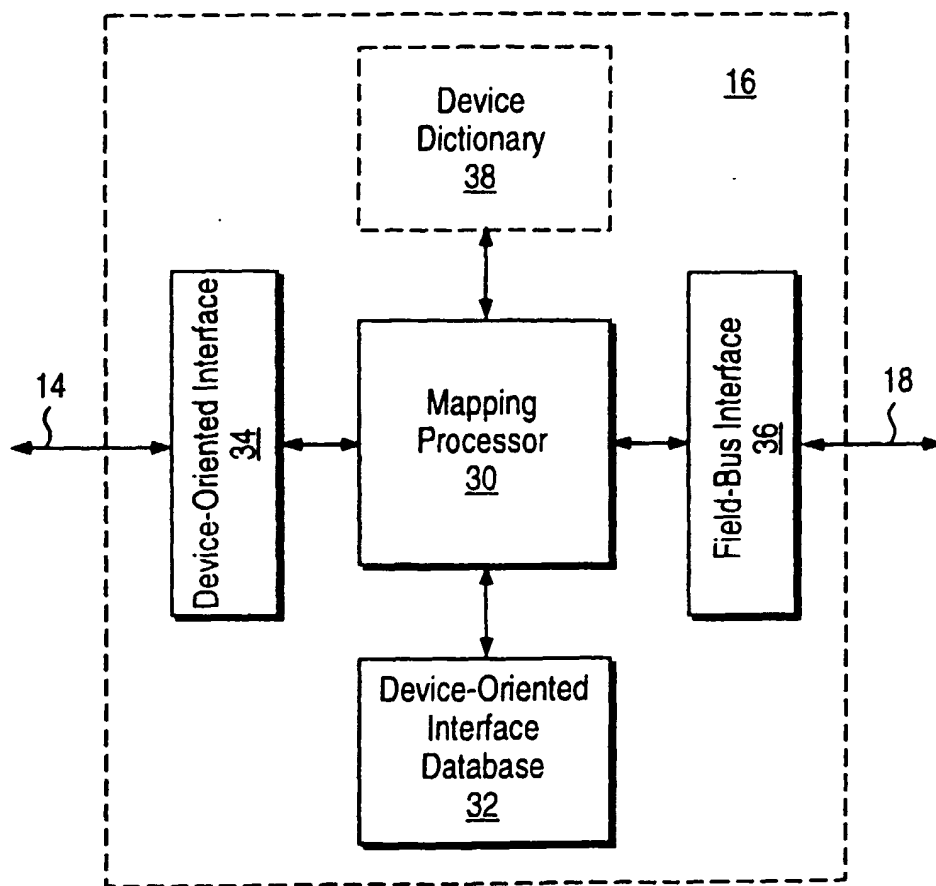 16
Device
Dictionary
38
14
Device-Oriented Interface
34
Mapping
Processor
30
Field-Bus Interface
36
18
Device-Oriented
Interface
Database
32